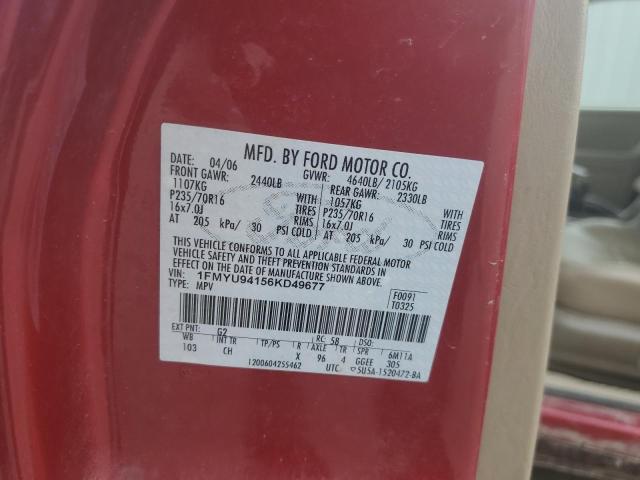 MFD. BY FORD MOTOR CO.
DATE: 04/06 GVWR: 4640LB/ 2105KG
FRONT GAWR: 2440LB REAR GAWR: 2330LB
1107KG WITH 1057KG WITH
P235/70R16 TIRES P235/70R16 TIRES
16x7.0J RIMS 16x7.0J RIMS
AT 205 kPa/ 30 PSI COLD AT 205 kPa/ 30 PSI COLD
THIS VEHICLE CONFORMS TO ALL APPLICABLE FEDERAL MOTOR
VEHICLE SAFETY AND THEFT PREVENTION STANDARDS IN
EFFECT ON THE DATE OF MANUFACTURE SHOWN ABOVE.
VIN: 1FMYU94156KD49677
TYPE: MPV
F0091
T0325
EXT PNT: G2 RC: 5B DSO:
WB INT TR TP/PS R AXLE TR SPR 6M11A
103 CH X 96 4 GGEE 305
1200604255462 UTC 5U5A-1520472-BA